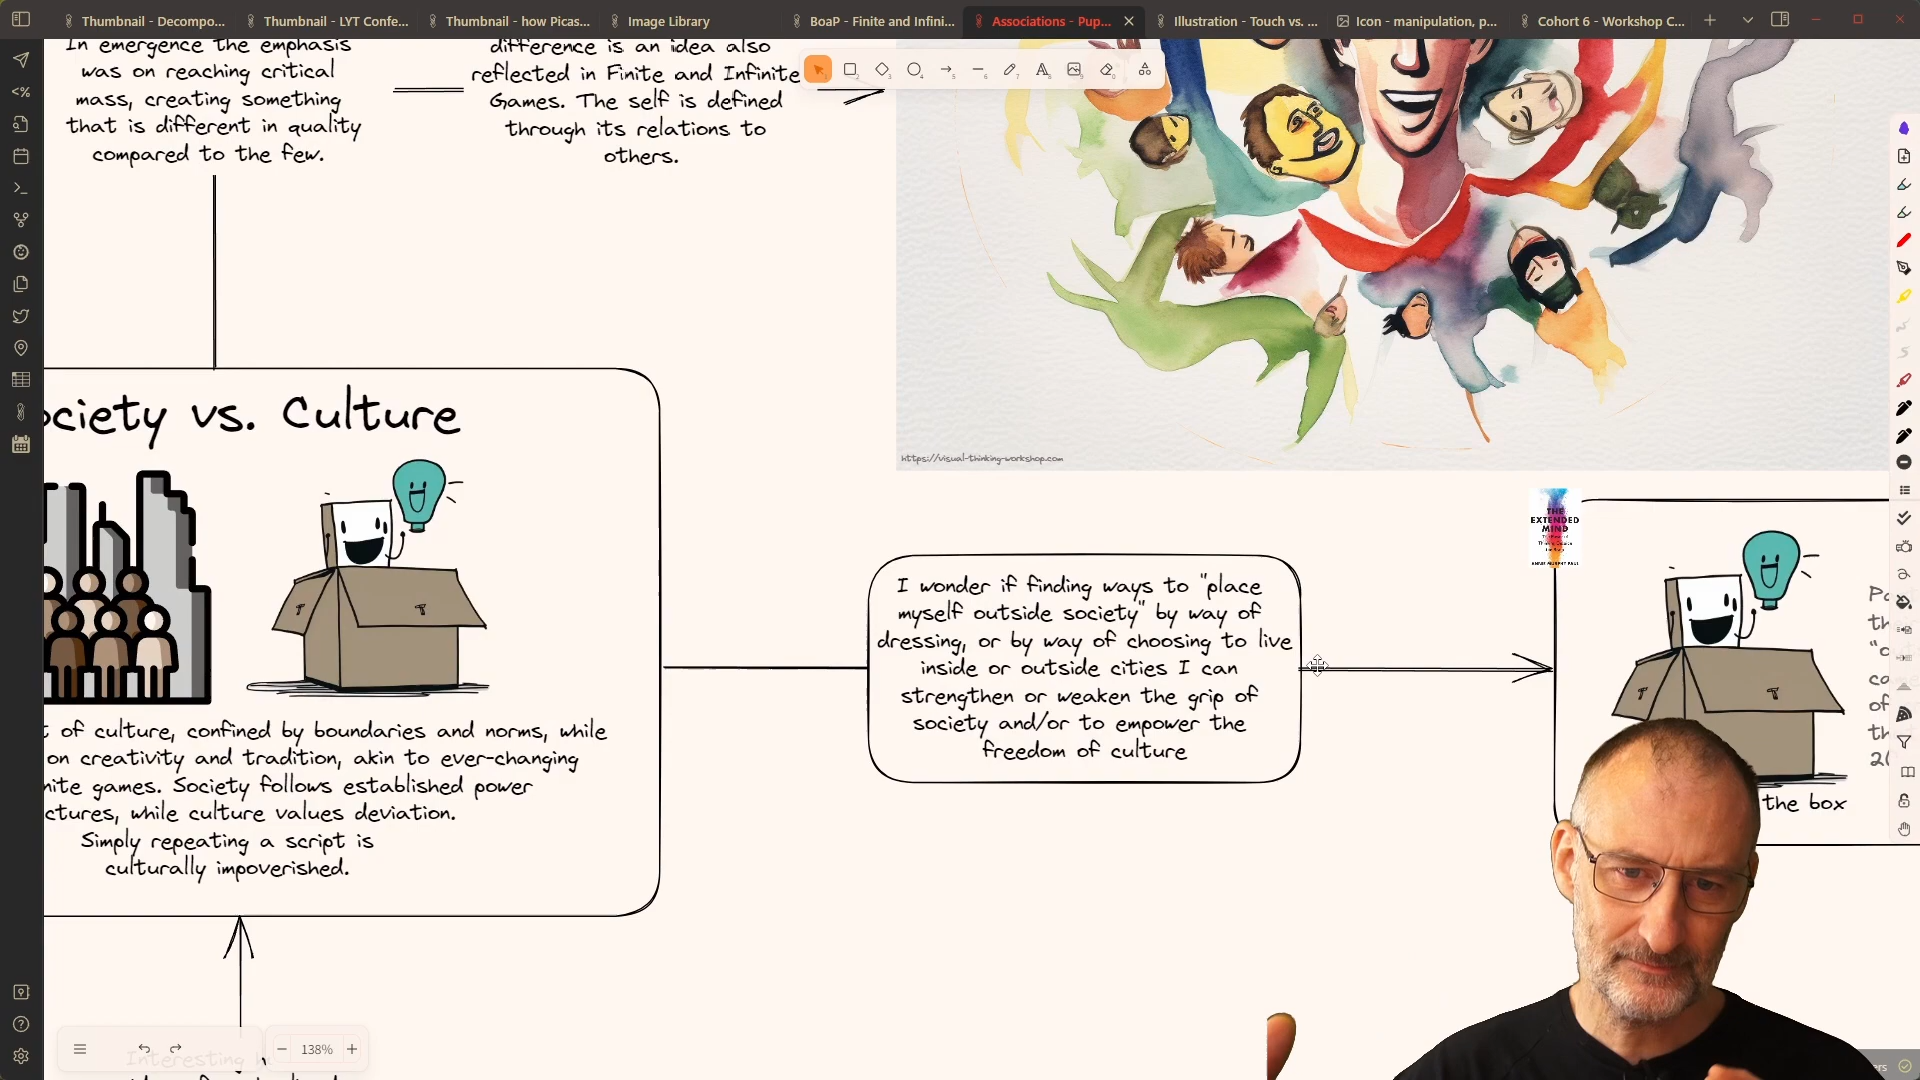 Thumbnail - Decompo...
Thumbnail - LYT Confe...
Thumbnail - how Picas...
Image Library
BoaP - Finite and Infini...
Associations - Pup...
Illustration - Touch vs. ...
Icon - manipulation, p...
Cohort 6 - Workshop C...
In emergence the emphasis
was on reaching critical
mass, creating something
that is different in quality
compared to the few.
difference is an idea also
reflected in Finite and Infinite
Games. The self is defined
through its relations to
others.
https://visual-thinking-workshop.com
ociety vs. Culture
t of culture, confined by boundaries and norms, while
on creativity and tradition, akin to ever-changing
nite games. Society follows established power
ctures, while culture values deviation.
Simply repeating a script is
culturally impoverished.
I wonder if finding ways to "place
myself outside society" by way of
dressing, or by way of choosing to live
inside or outside cities I can
strengthen or weaken the grip of
society and/or to empower the
freedom of culture
THE
EXTENDED
MIND
ANNIE MURPHY PAUL
the box
Interesting
138%